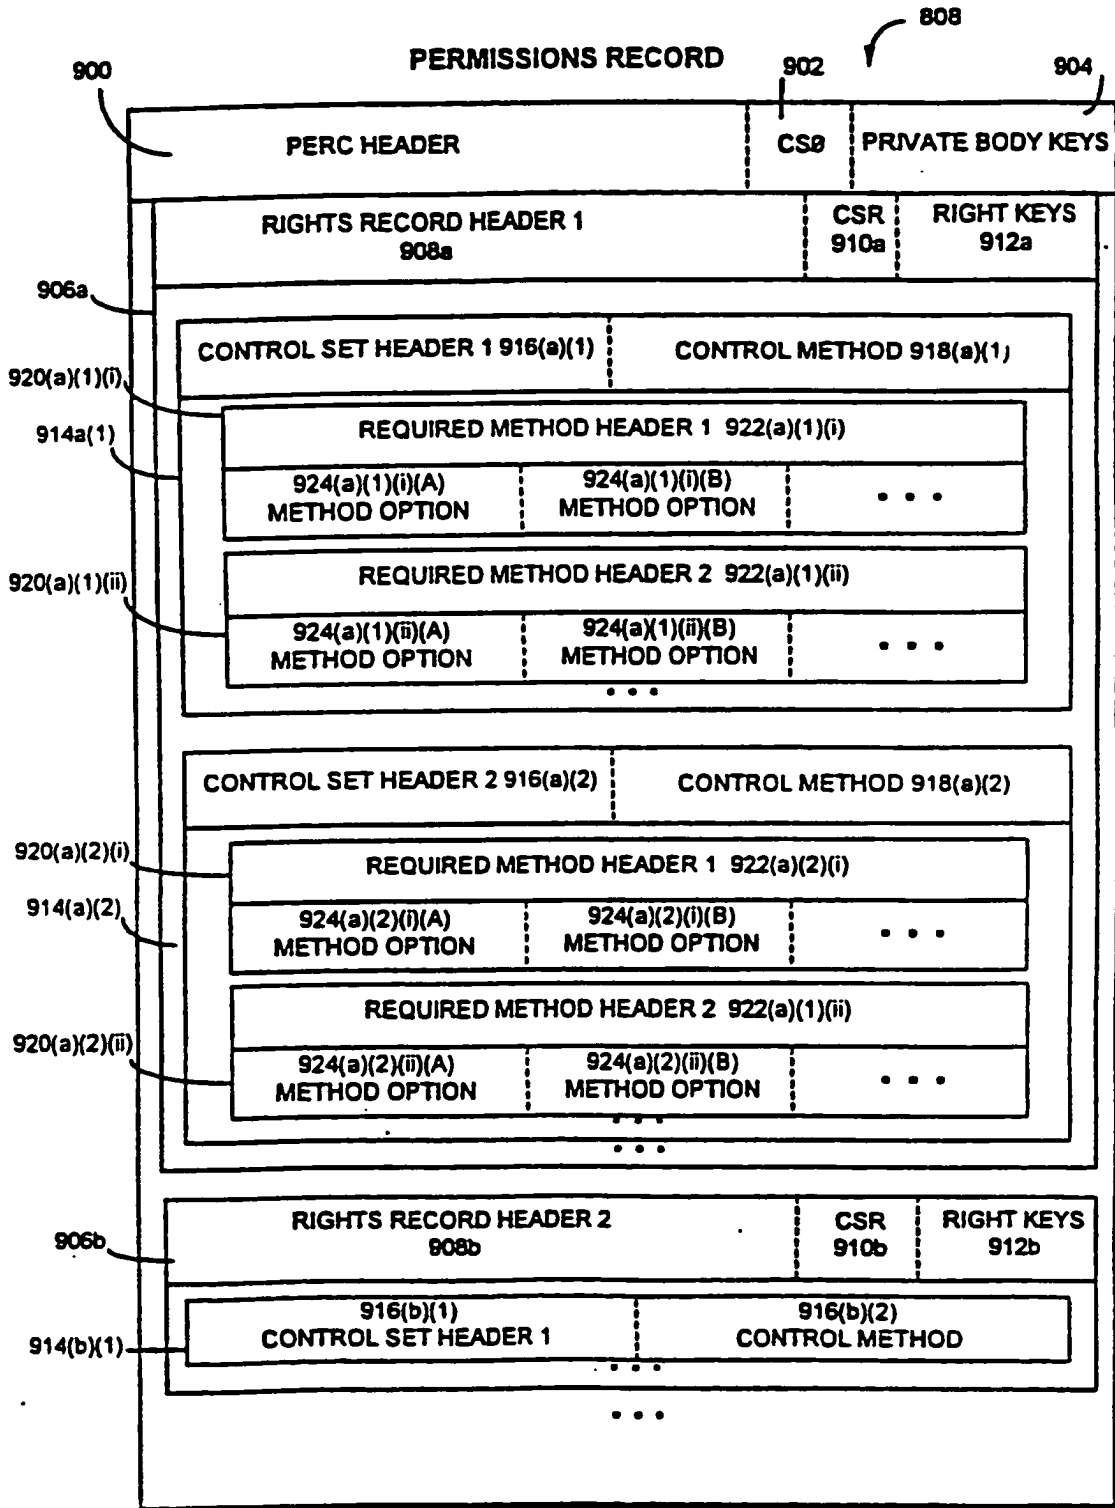 808
PERMISSIONS RECORD
900
902
904
PERC HEADER
CS0
PRIVATE BODY KEYS
RIGHTS RECORD HEADER 1
908a
CSR
910a
RIGHT KEYS
912a
906a
CONTROL SET HEADER 1 916(a)(1)
CONTROL METHOD 918(a)(1)
920(a)(1)(i)
REQUIRED METHOD HEADER 1 922(a)(1)(i)
914a(1)
924(a)(1)(i)(A)
METHOD OPTION
924(a)(1)(i)(B)
METHOD OPTION
• • •
920(a)(1)(ii)
REQUIRED METHOD HEADER 2 922(a)(1)(ii)
924(a)(1)(ii)(A)
METHOD OPTION
924(a)(1)(ii)(B)
METHOD OPTION
• • •
• • •
CONTROL SET HEADER 2 916(a)(2)
CONTROL METHOD 918(a)(2)
920(a)(2)(i)
REQUIRED METHOD HEADER 1 922(a)(2)(i)
914(a)(2)
924(a)(2)(i)(A)
METHOD OPTION
924(a)(2)(i)(B)
METHOD OPTION
• • •
REQUIRED METHOD HEADER 2 922(a)(1)(ii)
920(a)(2)(ii)
924(a)(2)(ii)(A)
METHOD OPTION
924(a)(2)(ii)(B)
METHOD OPTION
• • •
• • •
• • •
906b
RIGHTS RECORD HEADER 2
908b
CSR
910b
RIGHT KEYS
912b
914(b)(1)
916(b)(1)
CONTROL SET HEADER 1
916(b)(2)
CONTROL METHOD
• • •
• • •